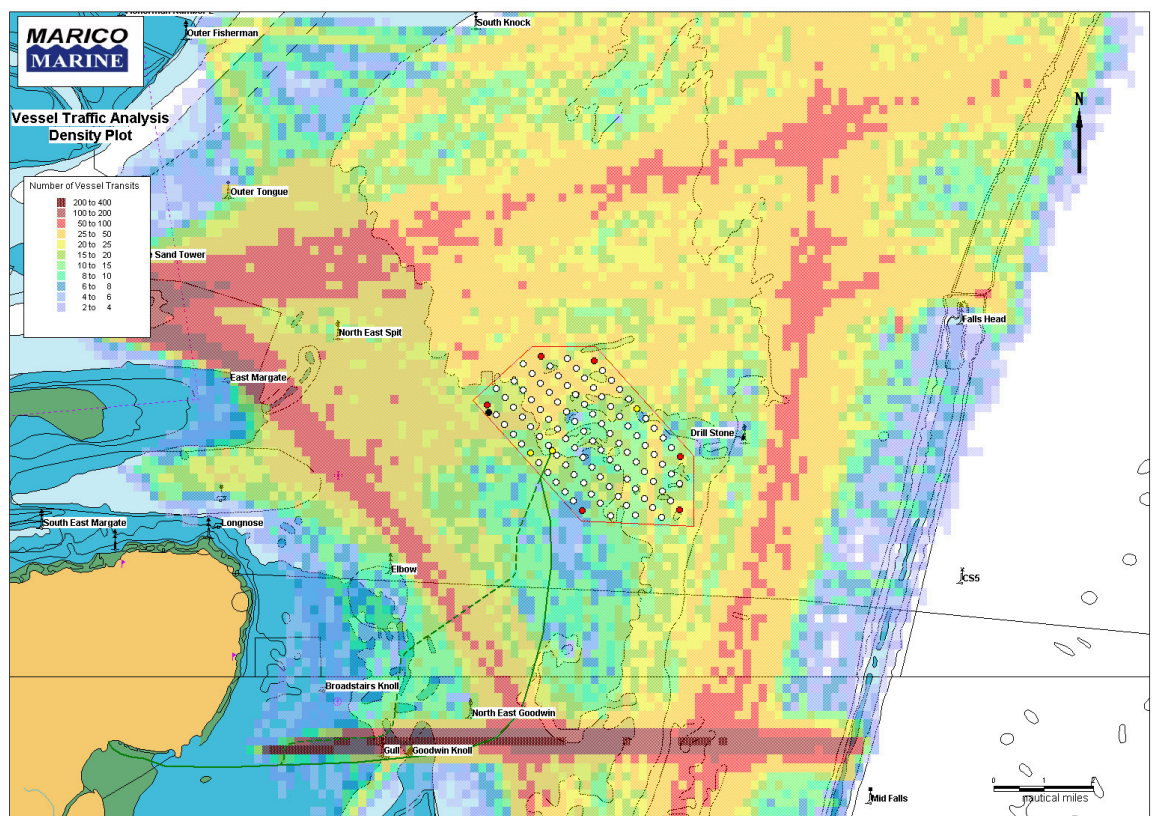 Fisherman Number 2
South Knock
Outer Fisherman
MARICO
MARINE
N
Vessel Traffic Analysis
Density Plot
Number of Vessel Transits
200 to 400
100 to 200
50 to 100
25 to 50
20 to 25
15 to 20
10 to 15
8 to 10
6 to 8
4 to 6
2 to 4
Outer Tongue
e Sand Tower
North East Spit
Falls Head
East Margate
Drill Stone
South East Margate
Longnose
Elbow
CS5
Broadstairs Knoll
North East Goodwin
Gull
Goodwin Knoll
0 1 2
nautical miles
Mid Falls